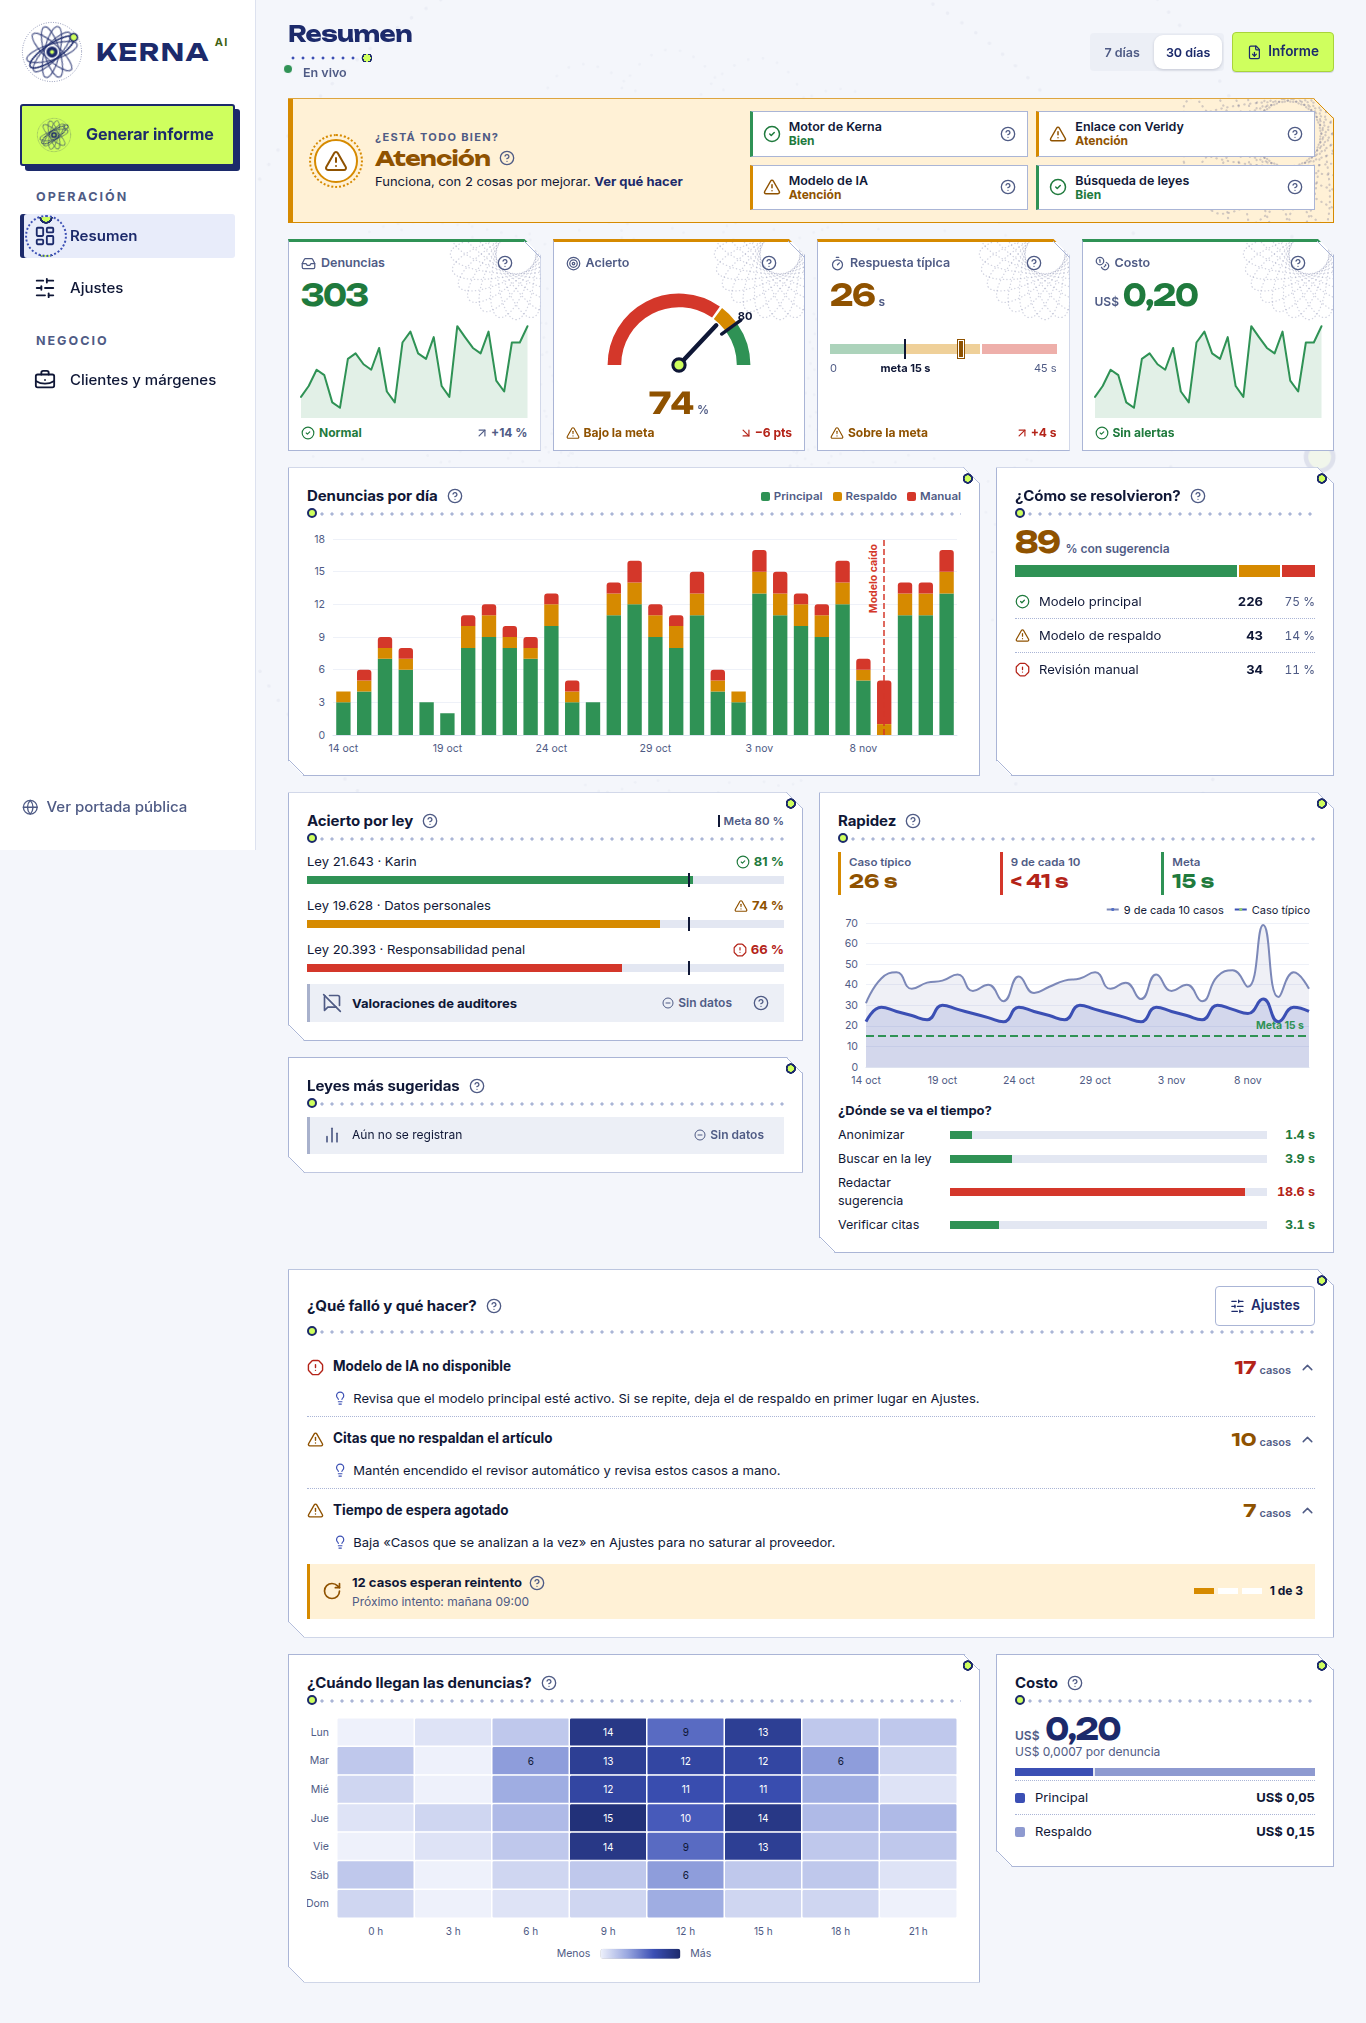 KERNA AI
Generar informe
OPERACIÓN
Resumen
Ajustes
NEGOCIO
Clientes y márgenes
Ver portada pública
Resumen
En vivo
7 días
30 días
Informe
¿ESTÁ TODO BIEN?
Atención
Funciona, con 2 cosas por mejorar. Ver qué hacer
Motor de Kerna
Bien
Enlace con Veridy
Atención
Modelo de IA
Atención
Búsqueda de leyes
Bien
Denuncias
303
Normal
+14 %
Acierto
80
74 %
Bajo la meta
−6 pts
Respuesta típica
26 s
0
meta 15 s
45 s
Sobre la meta
+4 s
Costo
US$ 0,20
Sin alertas
Denuncias por día
Principal
Respaldo
Manual
18
15
12
9
6
3
0
Modelo caído
14 oct
19 oct
24 oct
29 oct
3 nov
8 nov
¿Cómo se resolvieron?
89 % con sugerencia
Modelo principal 226 75 %
Modelo de respaldo 43 14 %
Revisión manual 34 11 %
Acierto por ley
Meta 80 %
Ley 21.643 · Karin 81 %
Ley 19.628 · Datos personales 74 %
Ley 20.393 · Responsabilidad penal 66 %
Valoraciones de auditores
Sin datos
Leyes más sugeridas
Aún no se registran
Sin datos
Rapidez
Caso típico
26 s
9 de cada 10
< 41 s
Meta
15 s
9 de cada 10 casos
Caso típico
70
60
50
40
30
20
10
0
Meta 15 s
14 oct
19 oct
24 oct
29 oct
3 nov
8 nov
¿Dónde se va el tiempo?
Anonimizar 1.4 s
Buscar en la ley 3.9 s
Redactar
sugerencia 18.6 s
Verificar citas 3.1 s
¿Qué falló y qué hacer?
Ajustes
Modelo de IA no disponible
17 casos
Revisa que el modelo principal esté activo. Si se repite, deja el de respaldo en primer lugar en Ajustes.
Citas que no respaldan el artículo
10 casos
Mantén encendido el revisor automático y revisa estos casos a mano.
Tiempo de espera agotado
7 casos
Baja «Casos que se analizan a la vez» en Ajustes para no saturar al proveedor.
12 casos esperan reintento
Próximo intento: mañana 09:00
1 de 3
¿Cuándo llegan las denuncias?
Lun 14 9 13
Mar 6 13 12 12 6
Mié 12 11 11
Jue 15 10 14
Vie 14 9 13
Sáb 6
Dom
0 h
3 h
6 h
9 h
12 h
15 h
18 h
21 h
Menos
Más
Costo
US$ 0,20
US$ 0,0007 por denuncia
Principal US$ 0,05
Respaldo US$ 0,15